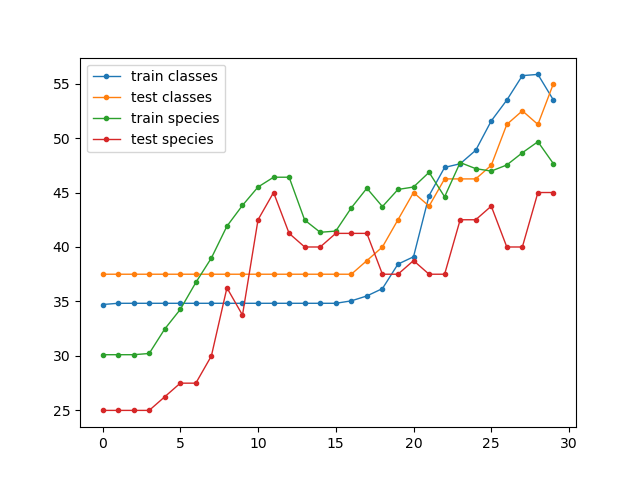 train classes
test classes
train species
test species
55
50
45
40
35
30
25
0 5 10 15 20 25 30